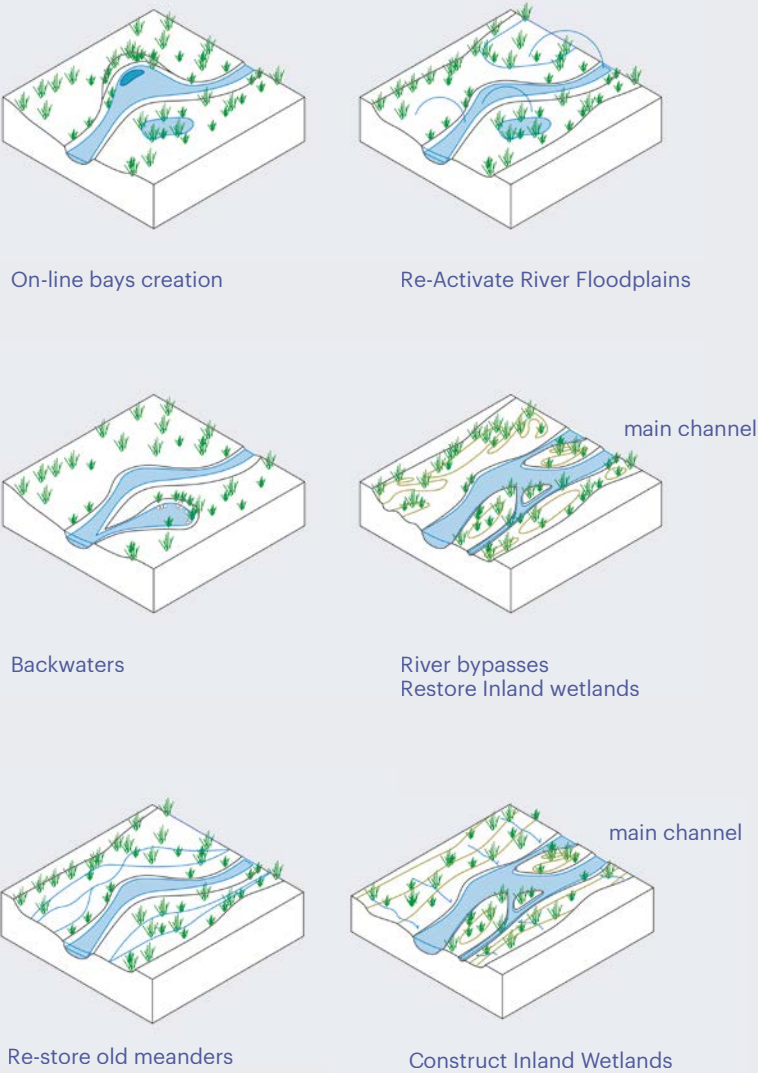 On-line bays creation
Re-Activate River Floodplains
main channel
Backwaters
River bypasses
Restore Inland wetlands
main channel
Re-store old meanders
Construct Inland Wetlands